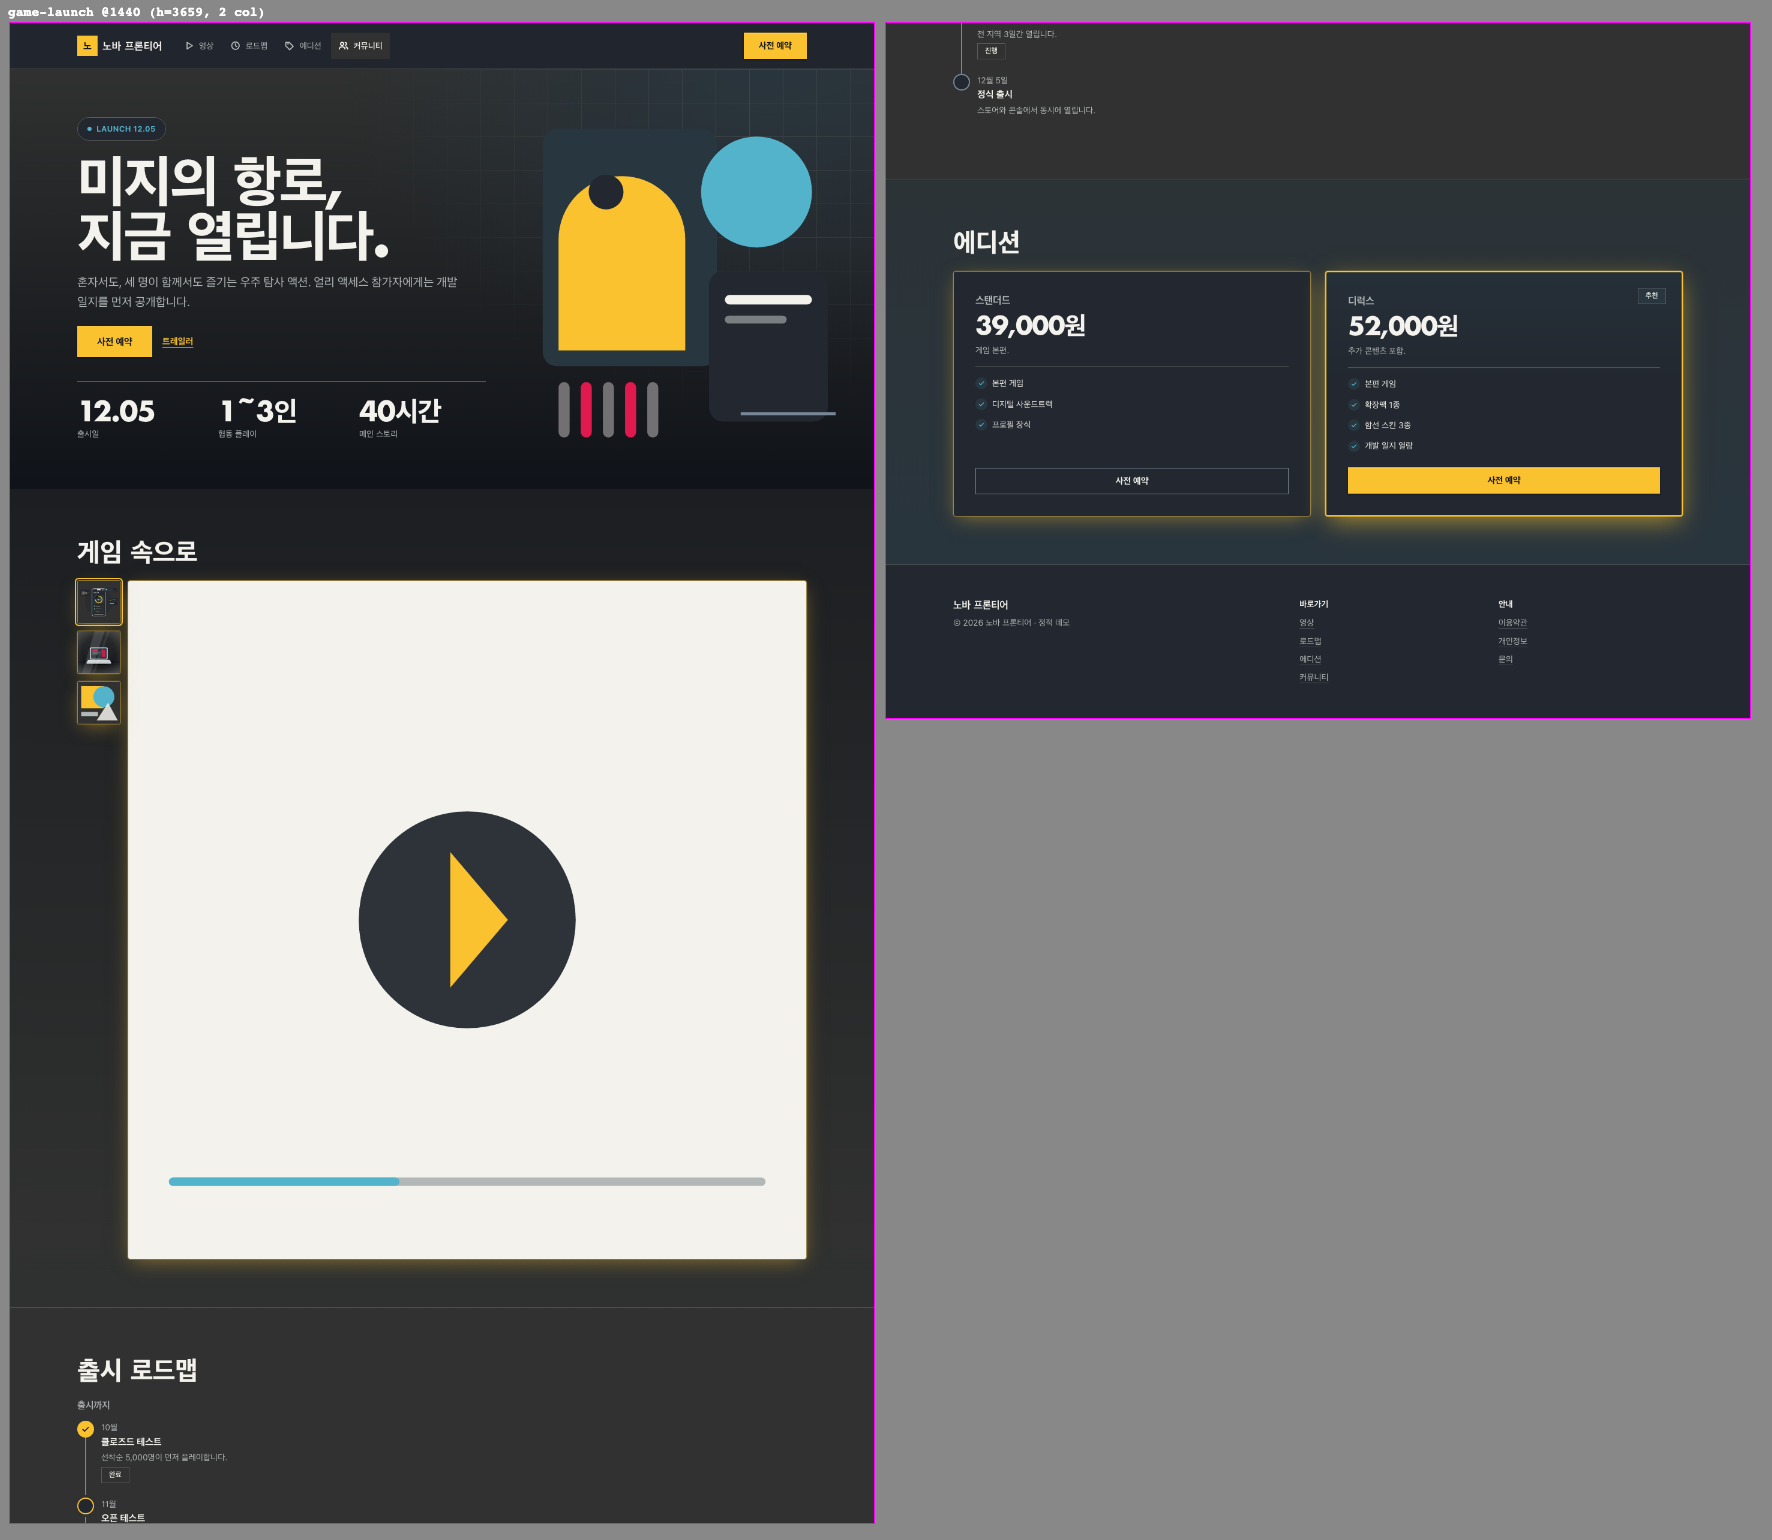 game-launch @1440 (h=3659, 2 col)
노 노바 프론티어 영상 로드맵 에디션 커뮤니티 사전 예약
LAUNCH 12.05
미지의 항로,
지금 열립니다.
혼자서도, 세 명이 함께서도 즐기는 우주 탐사 액션. 얼리 액세스 참가자에게는 개발
일지를 먼저 공개합니다.
사전 예약 트레일러
12.05 1~3인 40시간
출시일 협동 플레이 메인 스토리
게임 속으로
출시 로드맵
출시까지
10월
클로즈드 테스트
선착순 5,000명이 먼저 플레이합니다.
완료
11월
오픈 테스트
전 지역 3일간 열립니다.
진행
12월 5일
정식 출시
스토어와 콘솔에서 동시에 열립니다.
에디션
스탠더드
39,000원
게임 본편.
본편 게임
디지털 사운드트랙
프로필 장식
사전 예약
디럭스 추천
52,000원
추가 콘텐츠 포함.
본편 게임
확장팩 1종
함선 스킨 3종
개발 일지 열람
사전 예약
노바 프론티어
© 2026 노바 프론티어 · 정적 데모
바로가기
영상
로드맵
에디션
커뮤니티
안내
이용약관
개인정보
문의